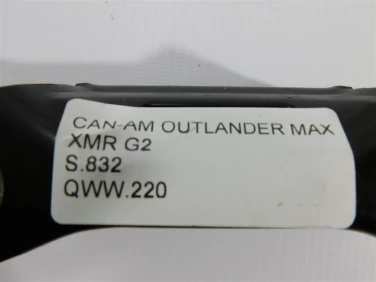 CAN-AM OUTLANDER MAX
XMR G2
S.832
QWW.220